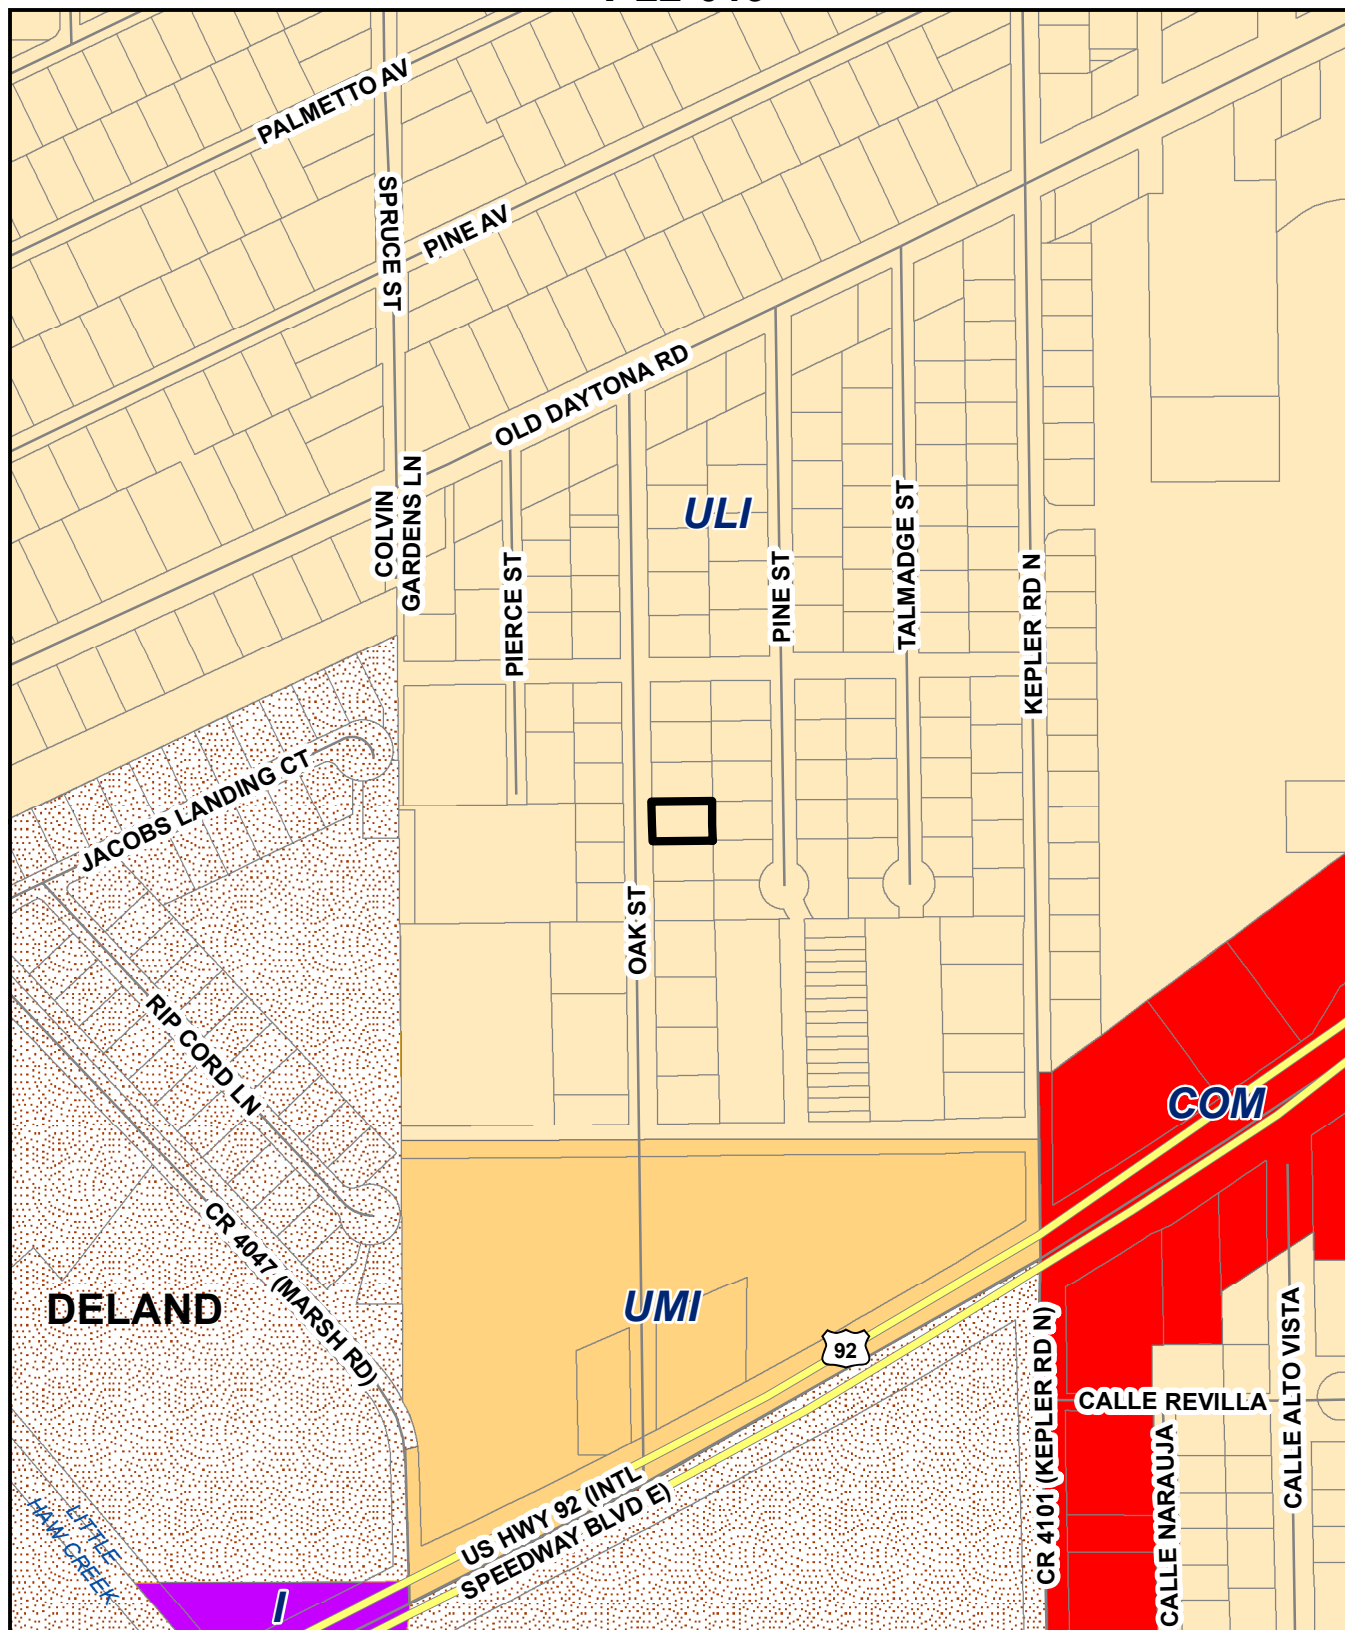 PALMETTO AV
SPRUCE ST
PINE AV
OLD DAYTONA RD
COLVIN
GARDENS LN
ULI
PIERCE ST
PINE ST
TALMADGE ST
KEPLER RD N
JACOBS LANDING CT
OAK ST
RIP CORD LN
COM
CR 4047 (MARSH RD)
DELAND
UMI
92
CALLE REVILLA
CALLE ALTO VISTA
CR 4101 (KEPLER RD N)
CALLE NARAUJA
US HWY 92 (INTL
SPEEDWAY BLVD E)
LITTLE
HAW CREEK
I